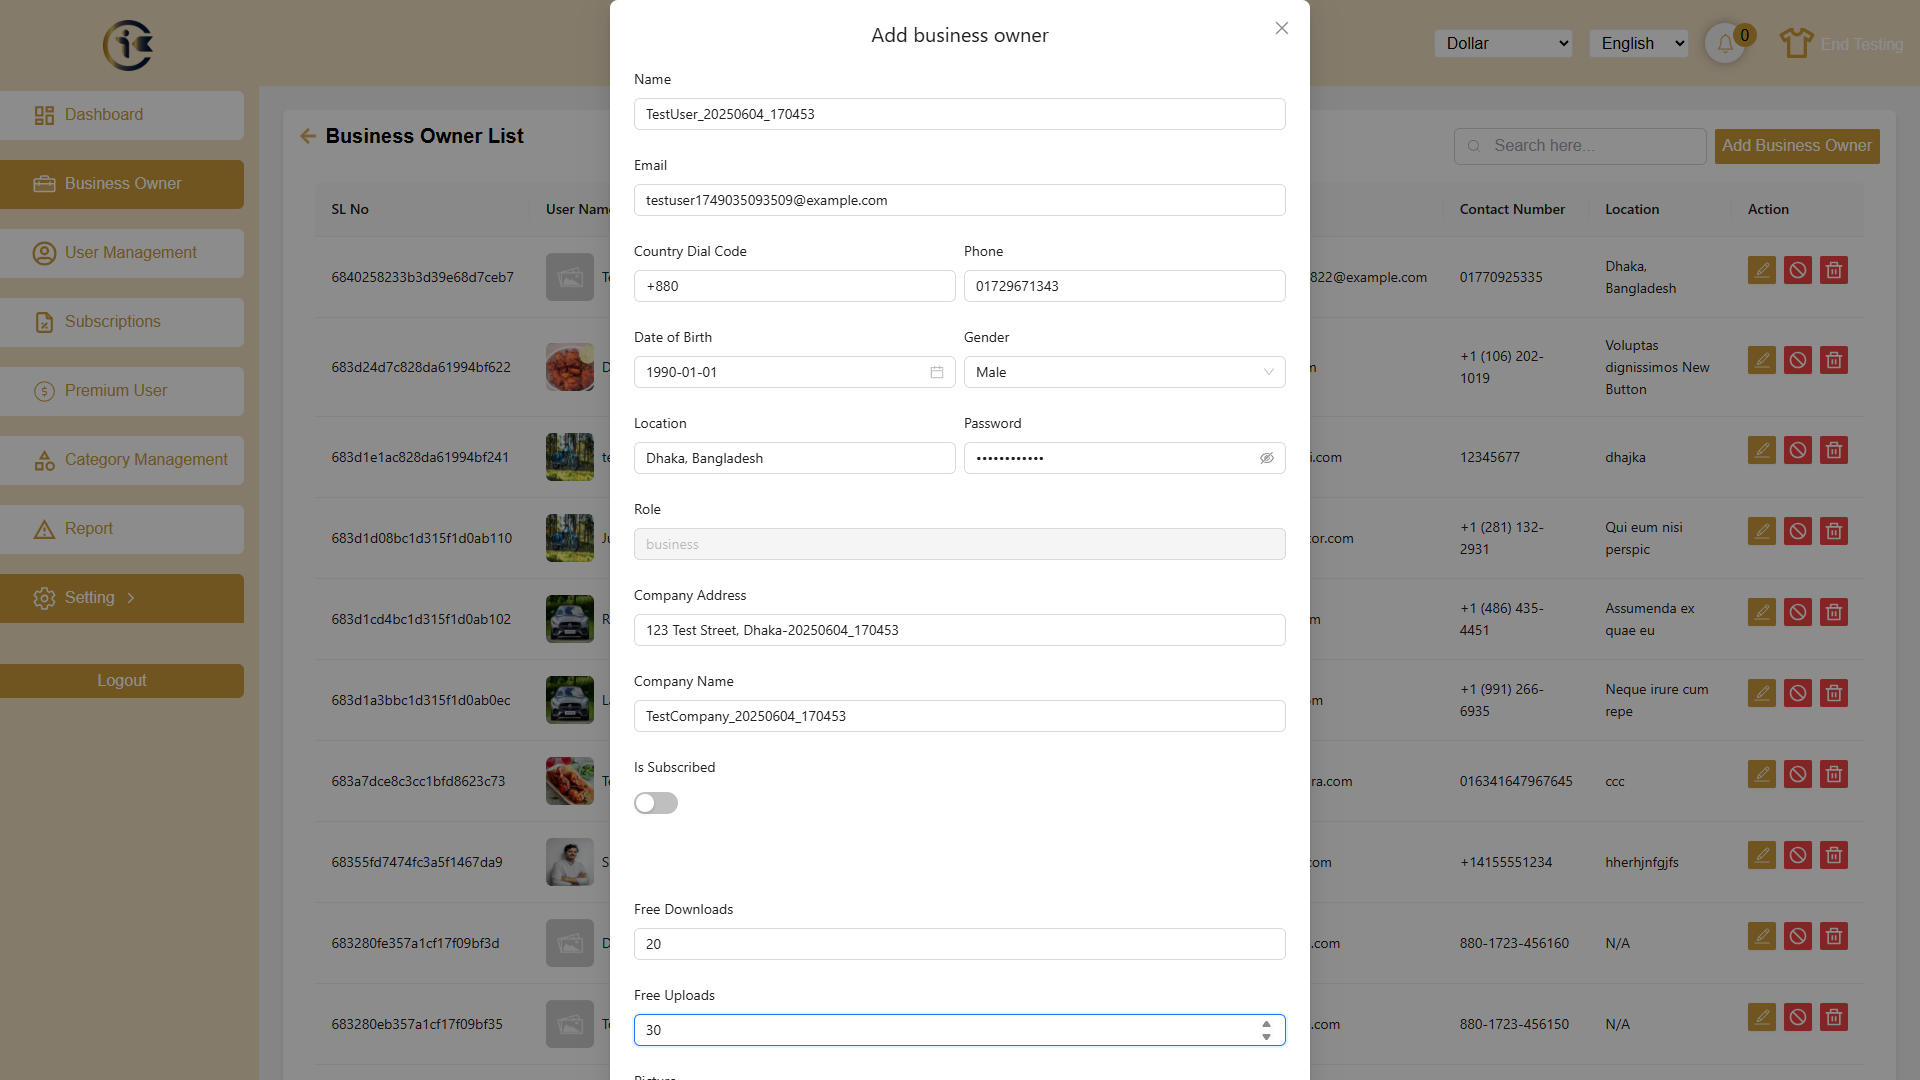 Add business owner
Dollar
English
0
End Testing
Dashboard
Business Owner
User Management
Subscriptions
Premium User
Category Management
Report
Setting
Logout
Business Owner List
Search here...
Add Business Owner
SL No
User Name
Contact Number
Location
Action
6840258233b3d39e68d7ceb7
822@example.com
01770925335
Dhaka,
Bangladesh
683d24d7c828da61994bf622
+1 (106) 202-
1019
Voluptas
dignissimos New
Button
683d1e1ac828da61994bf241
i.com
12345677
dhajka
683d1d08bc1d315f1d0ab110
tor.com
+1 (281) 132-
2931
Qui eum nisi
perspic
683d1cd4bc1d315f1d0ab102
+1 (486) 435-
4451
Assumenda ex
quae eu
683d1a3bbc1d315f1d0ab0ec
+1 (991) 266-
6935
Neque irure cum
repe
683a7dce8c3cc1bfd8623c73
ra.com
016341647967645
ccc
68355fd7474fc3a5f1467da9
com
+14155551234
hherhjnfgjfs
683280fe357a1cf17f09bf3d
.com
880-1723-456160
N/A
683280eb357a1cf17f09bf35
.com
880-1723-456150
N/A
Name
TestUser_20250604_170453
Email
testuser1749035093509@example.com
Country Dial Code
Phone
+880
01729671343
Date of Birth
Gender
1990-01-01
Male
Location
Password
Dhaka, Bangladesh
••••••••••••
Role
business
Company Address
123 Test Street, Dhaka-20250604_170453
Company Name
TestCompany_20250604_170453
Is Subscribed
Free Downloads
20
Free Uploads
30
Picture